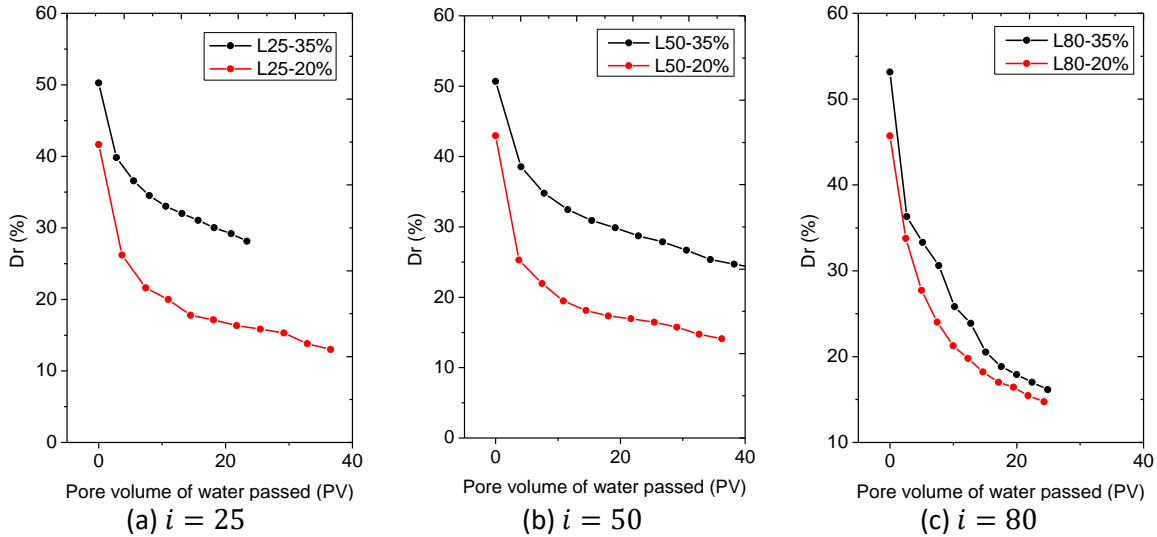 L25-35%
L25-20%
Dr (%)
60
50
40
30
20
10
0
0 20 40
Pore volume of water passed (PV)
(a) i = 25
L50-35%
L50-20%
Dr (%)
60
50
40
30
20
10
0
0 20 40
Pore volume of water passed (PV)
(b) i = 50
L80-35%
L80-20%
Dr (%)
60
50
40
30
20
10
0 20 40
Pore volume of water passed (PV)
(c) i = 80